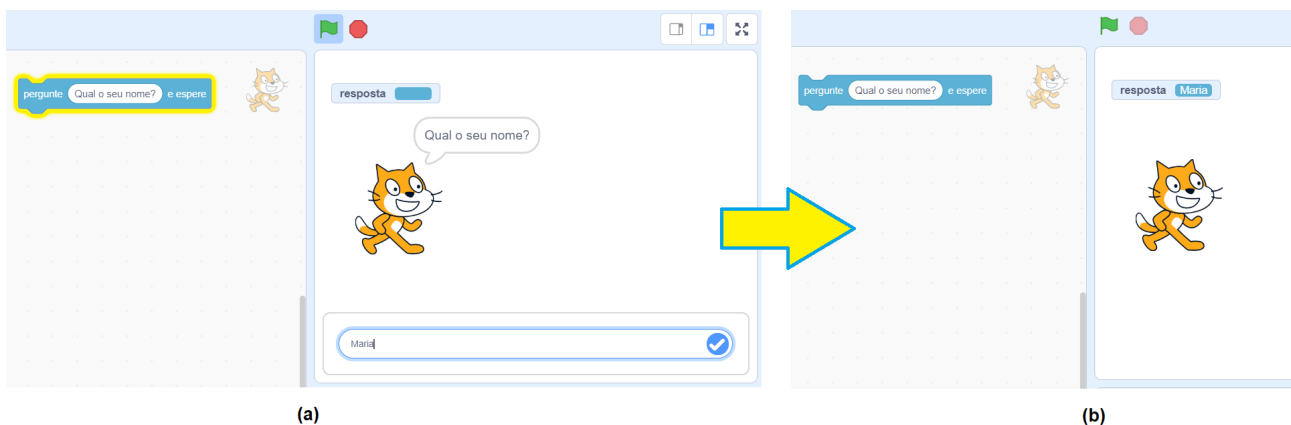 pergunte Qual o seu nome? e espere
resposta
Qual o seu nome?
Maria
(a)
pergunte Qual o seu nome? e espere
resposta Maria
(b)